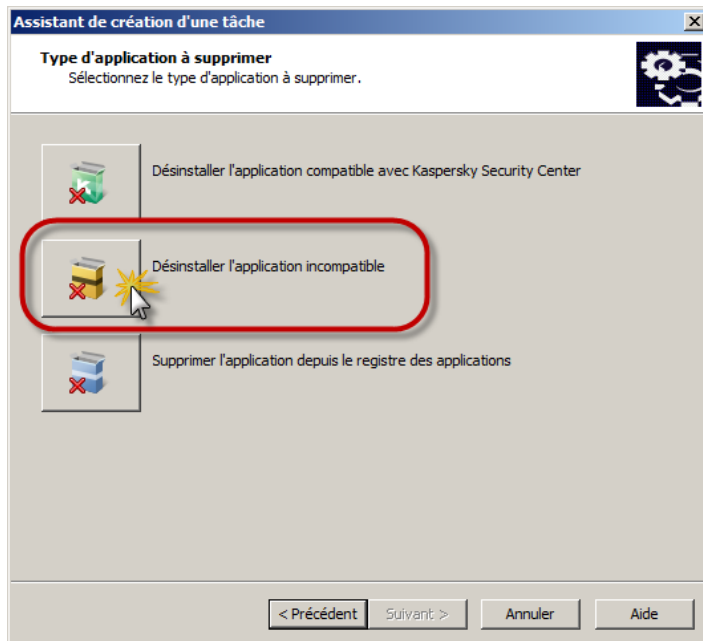 Assistant de création d'une tâche
Type d'application à supprimer
Sélectionnez le type d'application à supprimer.
Désinstaller l'application compatible avec Kaspersky Security Center
Désinstaller l'application incompatible
Supprimer l'application depuis le registre des applications
< Précédent
Suivant >
Annuler
Aide